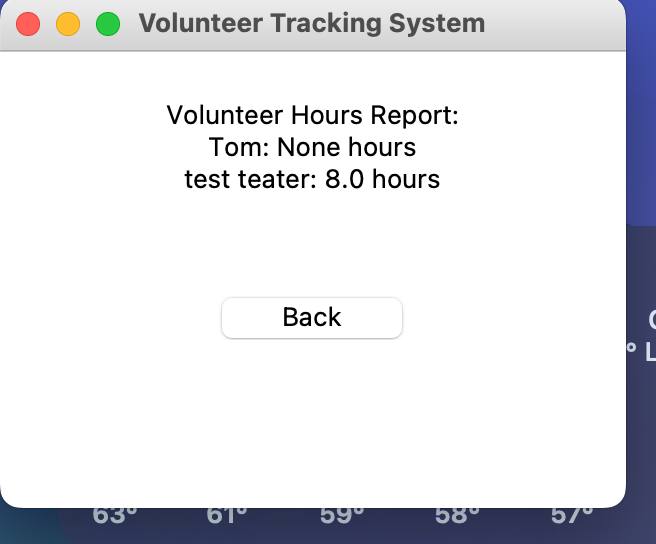 Volunteer Tracking System
Volunteer Hours Report:
Tom: None hours
test teater: 8.0 hours
Back
63° 61° 59° 58° 57°